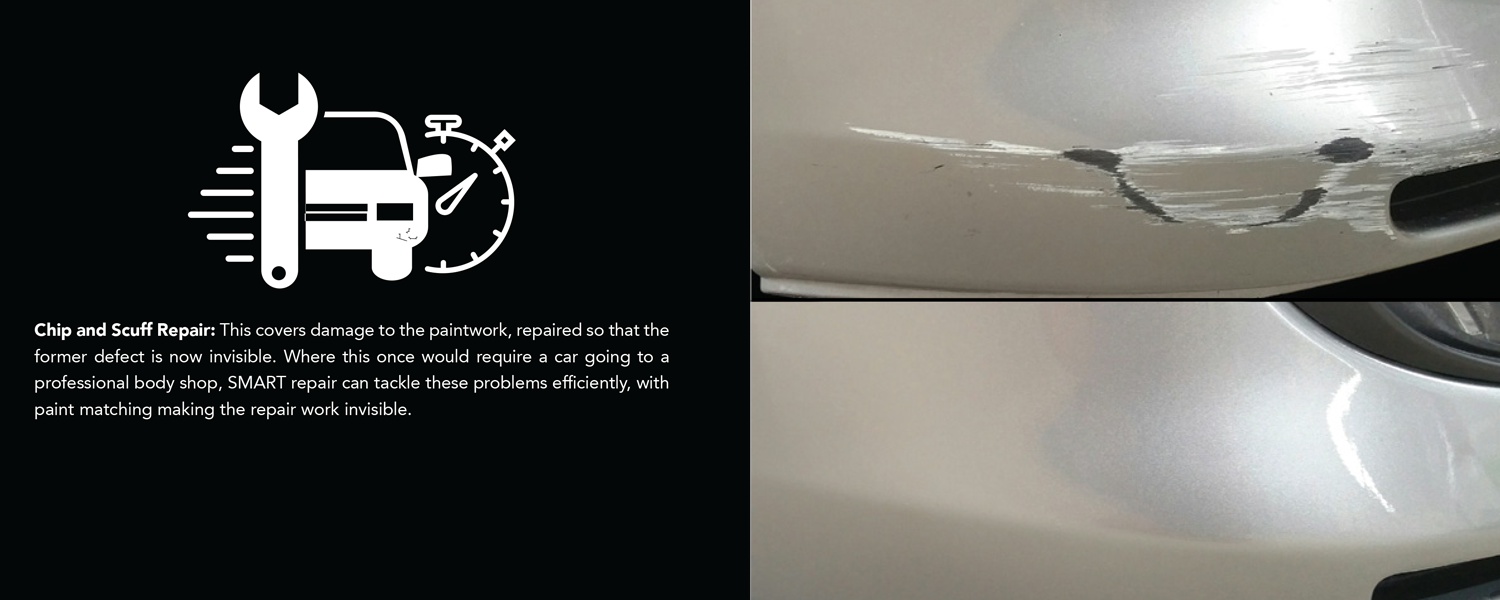 Chip and Scuff Repair: This covers damage to the paintwork, repaired so that the
former defect is now invisible. Where this once would require a car going to a
professional body shop, SMART repair can tackle these problems efficiently, with
paint matching making the repair work invisible.